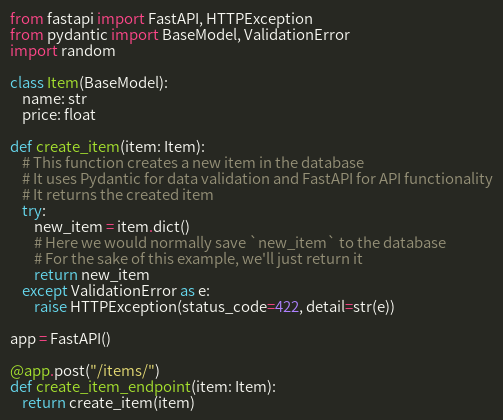 from fastapi import FastAPI, HTTPException
from pydantic import BaseModel, ValidationError
import random

class Item(BaseModel):
    name: str
    price: float

def create_item(item: Item):
    # This function creates a new item in the database
    # It uses Pydantic for data validation and FastAPI for API functionality
    # It returns the created item
    try:
        new_item = item.dict()
        # Here we would normally save `new_item` to the database
        # For the sake of this example, we'll just return it
        return new_item
    except ValidationError as e:
        raise HTTPException(status_code=422, detail=str(e))

app = FastAPI()

@app.post("/items/")
def create_item_endpoint(item: Item):
    return create_item(item)